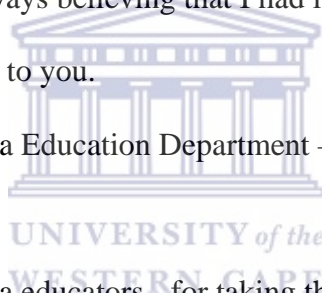 ays believing that I had
to you.
a Education Department –
UNIVERSITY of the
WESTERN CAPE
a educators – for taking th